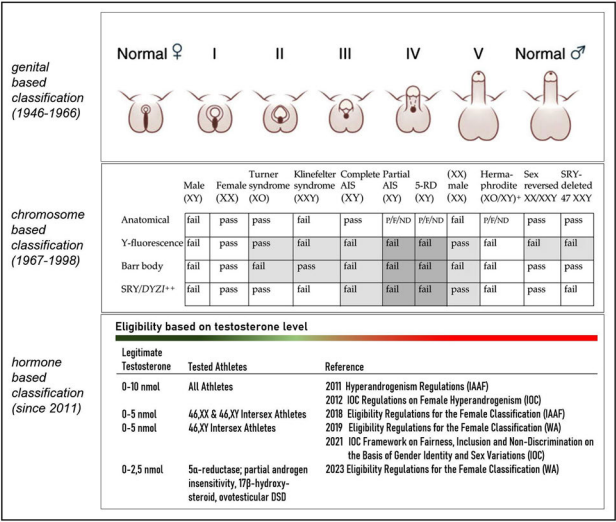 genital
based
classification
(1946-1966)
Normal ♀ I II III IV V Normal ♂
chromosome
based
classification
(1967-1998)
Male (XY) Female (XX) Turner syndrome (XO) Klinefelter syndrome (XXY) Complete AIS (XY) Partial AIS (XY) 5-RD (XY) (XX) male (XX) Herma-phrodite (XO/XY)+ Sex reversed XX/XXY SRY-deleted 47 XXY
Anatomical fail pass pass fail pass P/F/ND P/F/ND fail P/F/ND
Y-fluorescence fail pass pass fail fail fail fail pass fail fail fail
Barr body fail pass fail pass fail fail fail fail fail pass pass
SRY/DYZI++ fail pass pass fail fail fail fail pass fail pass fail
hormone
based
classification
(since 2011)
Eligibility based on testosterone level
Legitimate
Testosterone Tested Athletes Reference
0-10 nmol All Athletes 2011 Hyperandrogenism Regulations (IAAF)
2012 IOC Regulations on Female Hyperandrogenism (IOC)
0-5 nmol 46,XX & 46,XY Intersex Athletes 2018 Eligibility Regulations for the Female Classification (IAAF)
0-5 nmol 46,XY Intersex Athletes 2019 Eligibility Regulations for the Female Classification (WA)
2021 IOC Framework on Fairness, Inclusion and Non-Discrimination on
the Basis of Gender Identity and Sex Variations (IOC)
0-2,5 nmol 5α-reductase; partial androgen 2023 Eligibility Regulations for the Female Classification (WA)
insensitivity, 17β-hydroxy-
steroid, ovotesticular DSD